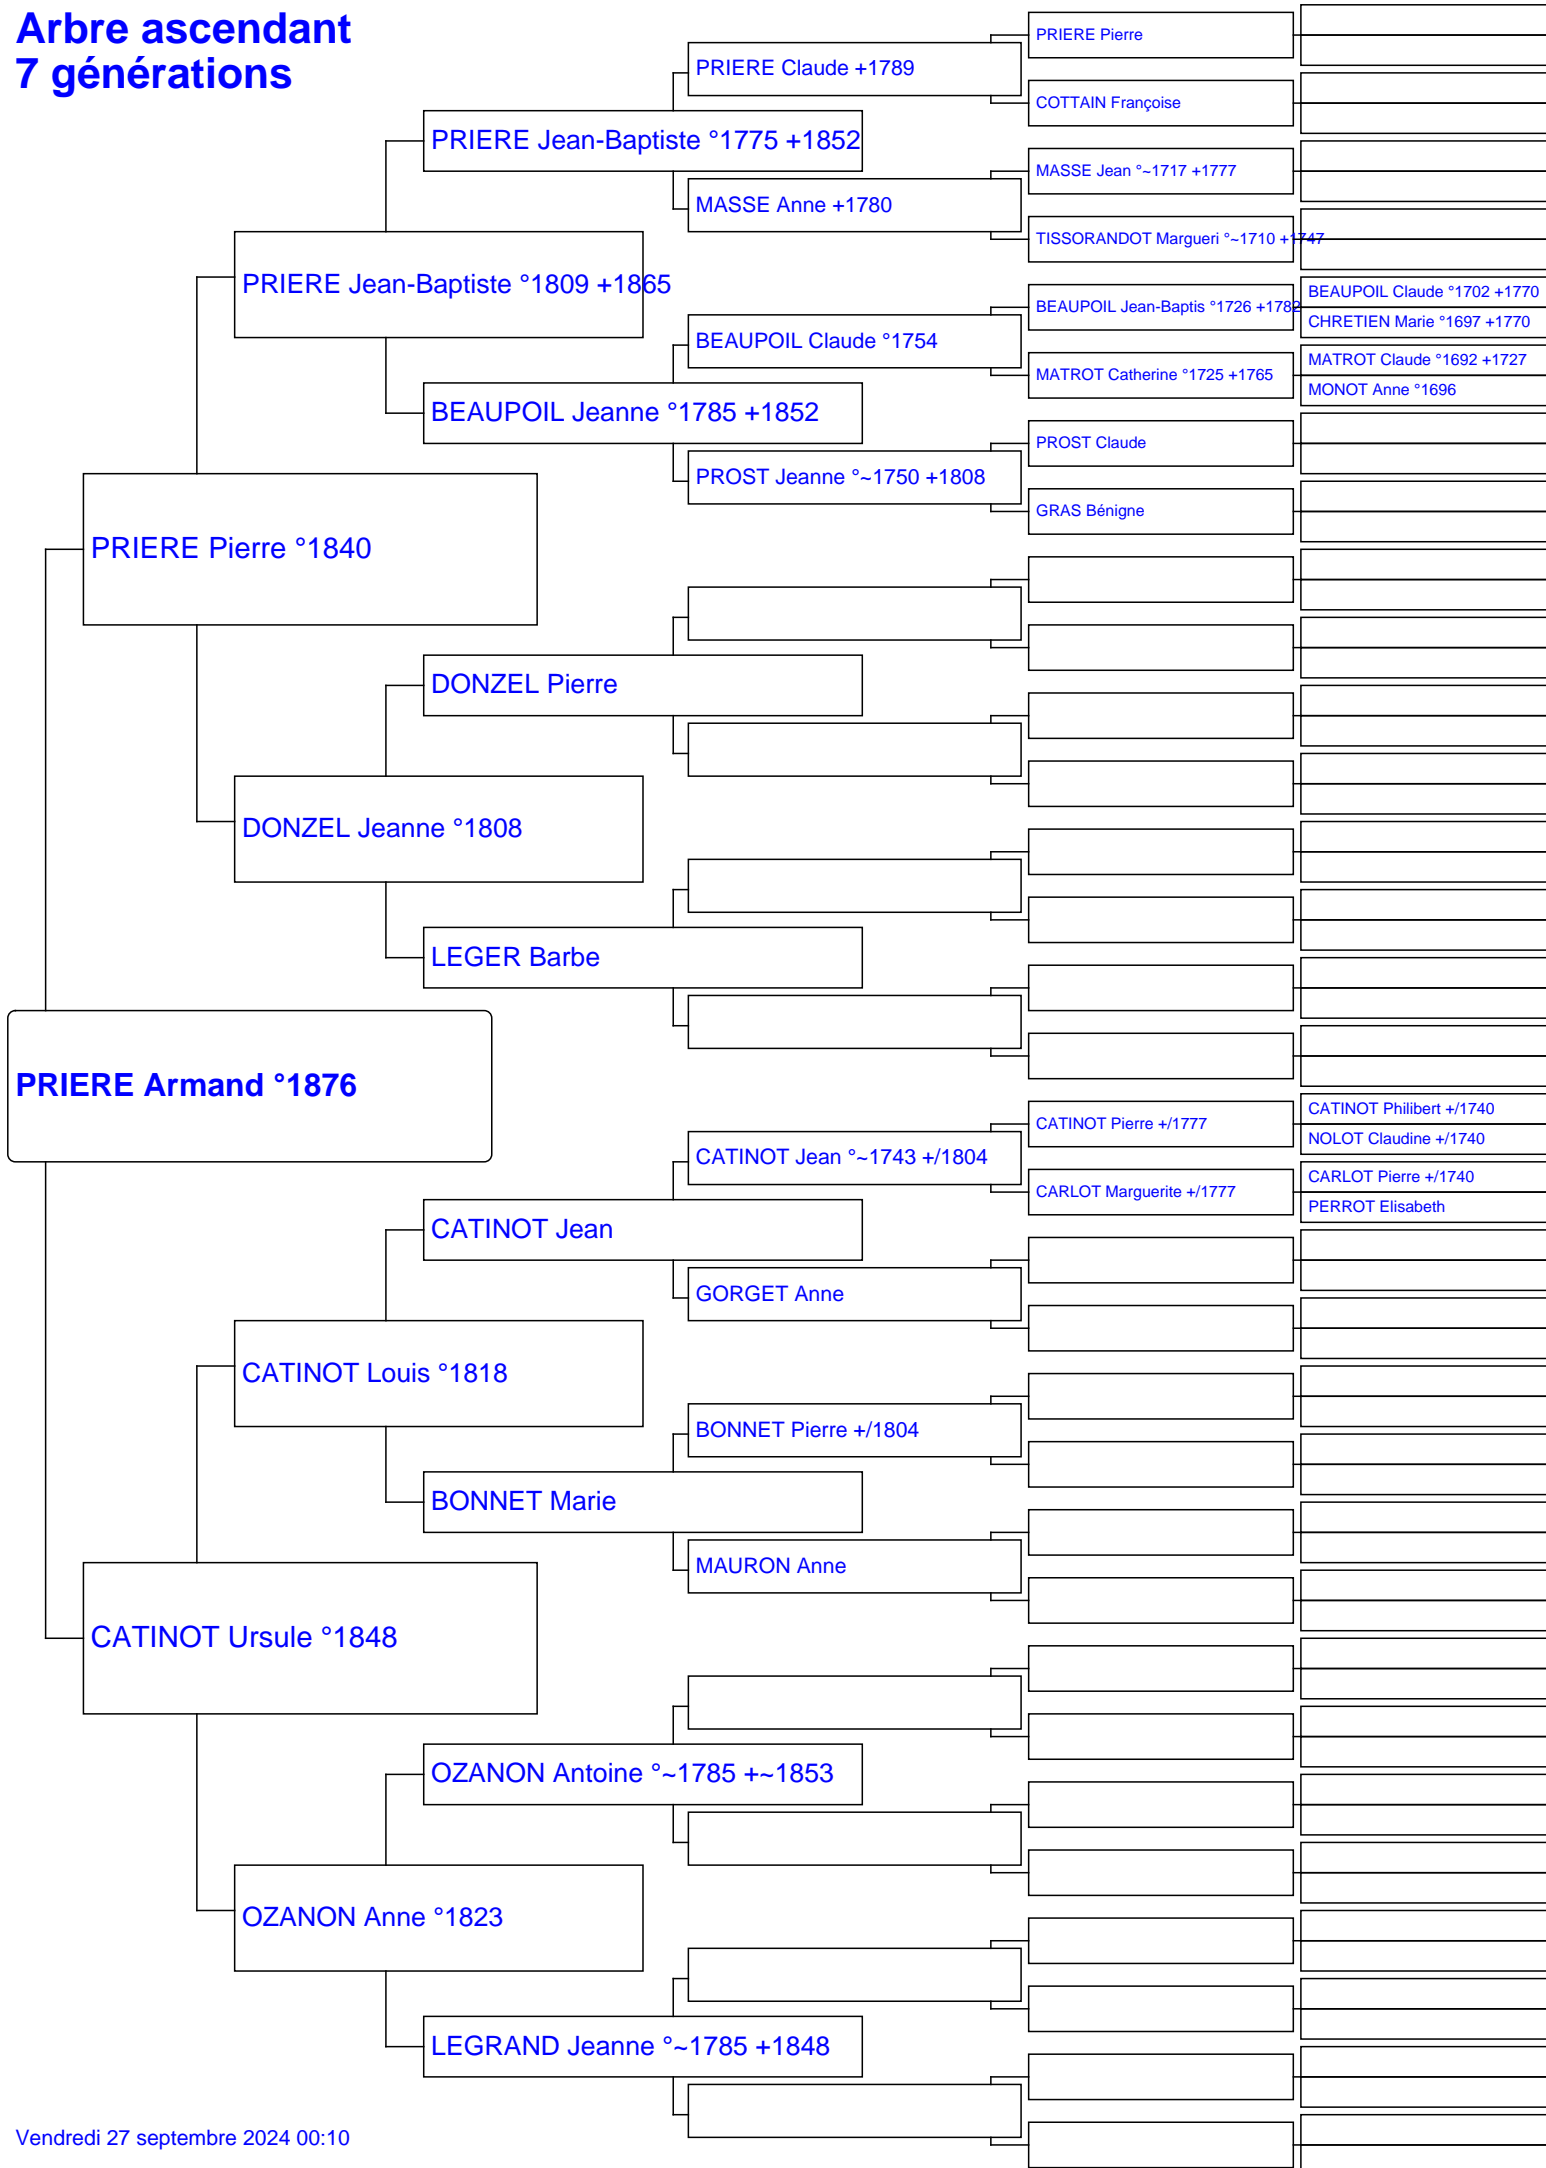 Arbre ascendant
7 générations
PRIERE Armand °1876
PRIERE Pierre °1840
CATINOT Ursule °1848
PRIERE Jean-Baptiste °1809 +1865
DONZEL Jeanne °1808
CATINOT Louis °1818
OZANON Anne °1823
PRIERE Jean-Baptiste °1775 +1852
BEAUPOIL Jeanne °1785 +1852
DONZEL Pierre
LEGER Barbe
CATINOT Jean
BONNET Marie
OZANON Antoine °~1785 +~1853
LEGRAND Jeanne °~1785 +1848
PRIERE Claude +1789
MASSE Anne +1780
BEAUPOIL Claude °1754
PROST Jeanne °~1750 +1808
CATINOT Jean °~1743 +/1804
GORGET Anne
BONNET Pierre +/1804
MAURON Anne
PRIERE Pierre
COTTAIN Françoise
MASSE Jean °~1717 +1777
TISSORANDOT Margueri °~1710 +1747
BEAUPOIL Jean-Baptis °1726 +1782
MATROT Catherine °1725 +1765
PROST Claude
GRAS Bénigne
CATINOT Pierre +/1777
CARLOT Marguerite +/1777
BEAUPOIL Claude °1702 +1770
CHRETIEN Marie °1697 +1770
MATROT Claude °1692 +1727
MONOT Anne °1696
CATINOT Philibert +/1740
NOLOT Claudine +/1740
CARLOT Pierre +/1740
PERROT Elisabeth
Vendredi 27 septembre 2024 00:10